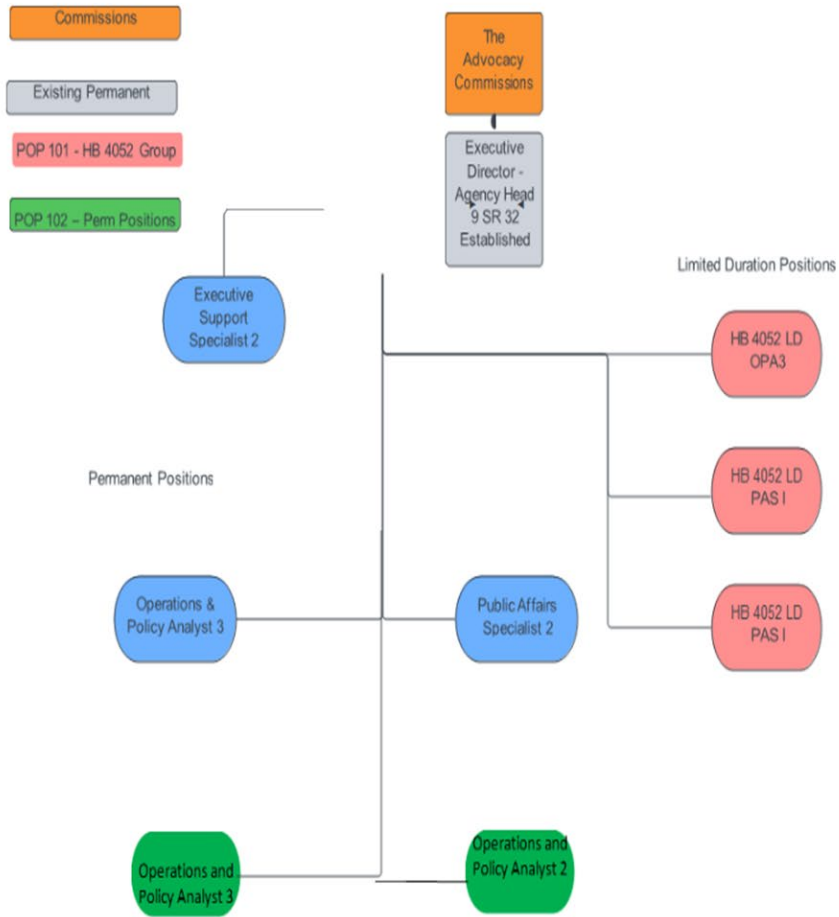 Commissions
Existing Permanent
POP 101 - HB 4052 Group
POP 102 – Perm Positions
The
Advocacy
Commissions
Executive
Director -
Agency Head
9 SR 32
Established
Limited Duration Positions
Executive
Support
Specialist 2
HB 4052 LD
OPA3
Permanent Positions
HB 4052 LD
PAS I
Operations &
Policy Analyst 3
Public Affairs
Specialist 2
HB 4052 LD
PAS I
Operations and
Policy Analyst 3
Operations and
Policy Analyst 2